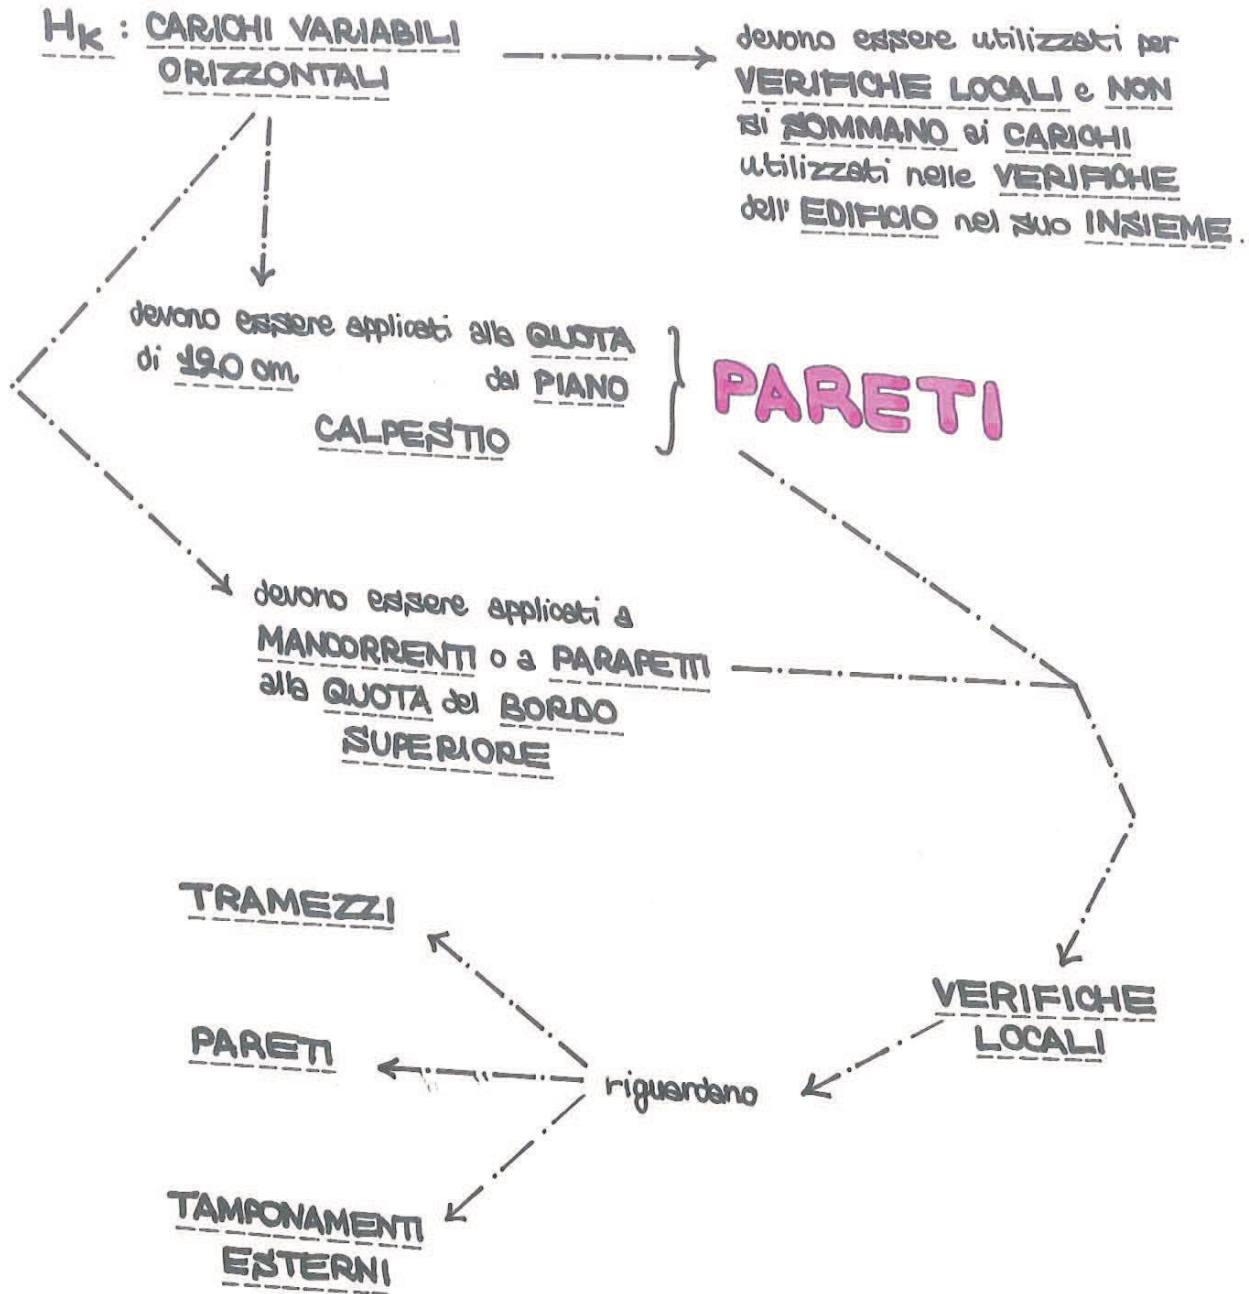 Hk : CARICHI VARIABILI
ORIZZONTALI
devono essere utilizzati per
VERIFICHE LOCALI e NON
si SOMMANO ai CARICHI
utilizzati nelle VERIFICHE
dell' EDIFICIO nel suo INSIEME.
devono essere applicati alla QUOTA
di 120 cm dal PIANO
CALPESTIO
PARETI
devono essere applicati a
MANCORRENTI o a PARAPETTI
alla QUOTA del BORDO
SUPERIORE
VERIFICHE
LOCALI
riguardano
TRAMEZZI
PARETI
TAMPONAMENTI
ESTERNI